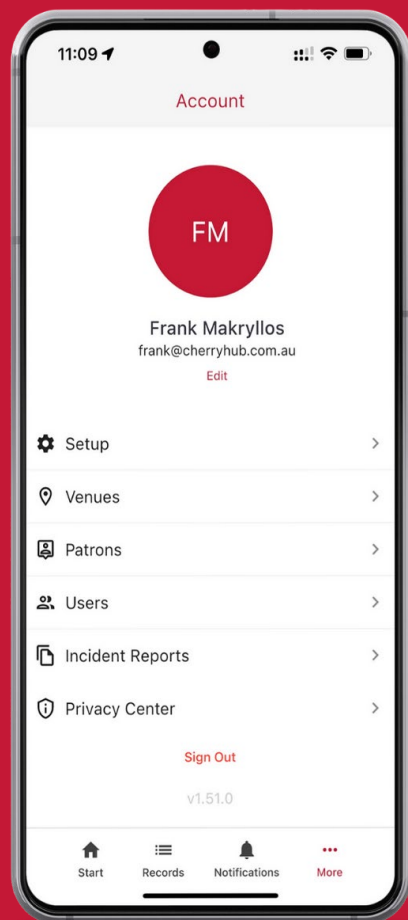 11:09
Account
FM
Frank Makryllos
frank@cherryhub.com.au
Edit
Setup
Venues
Patrons
Users
Incident Reports
Privacy Center
Sign Out
v1.51.0
Start Records Notifications More